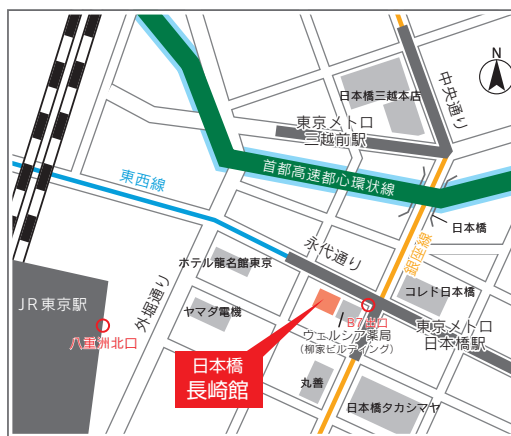 N
日本橋三越本店
中央通り
東京メトロ
三越前駅
首都高速都心環状線
東西線
日本橋
永代通り
銀座線
ホテル龍名館東京
外堀通り
コレド日本橋
JR東京駅
ヤマダ電機
B7出口
八重洲北口
ウェルシア薬局
(柳家ビルディング)
東京メトロ
日本橋駅
日本橋
長崎館
丸善
日本橋タカシマヤ